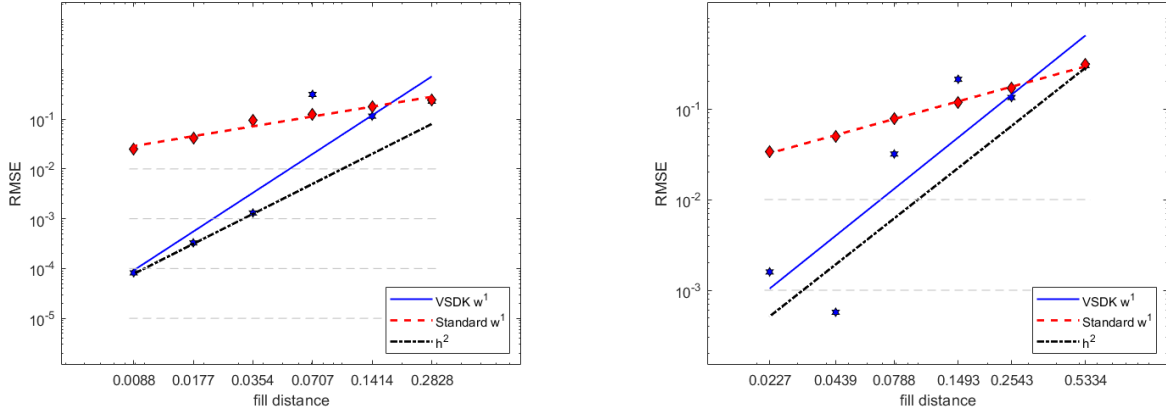 RMSE
10^-1
10^-2
10^-3
10^-4
10^-5
0.0088 0.0177 0.0354 0.0707 0.1414 0.2828
fill distance
VSDK w^1
Standard w^1
h^2
RMSE
10^-1
10^-2
10^-3
0.0227 0.0439 0.0788 0.1493 0.2543 0.5334
fill distance
VSDK w^1
Standard w^1
h^2